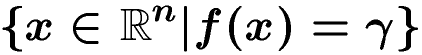 {x ∈ ℝⁿ|f(x) = γ}